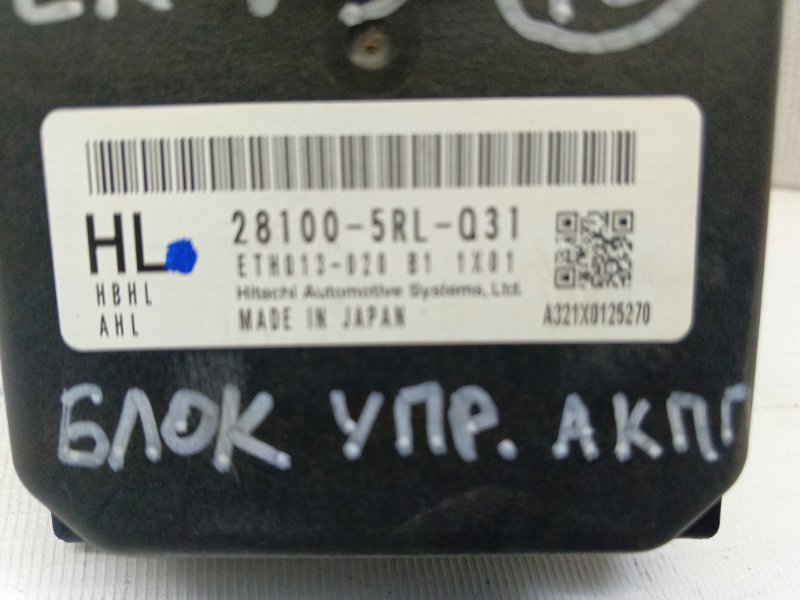 HL
HBHL
AHL
28100-5RL-Q31
ETHQ13-020 B1 1X01
Hitachi Automotive Systems, Ltd.
MADE IN JAPAN
A321X0125270
БЛОК УПР. АКПП